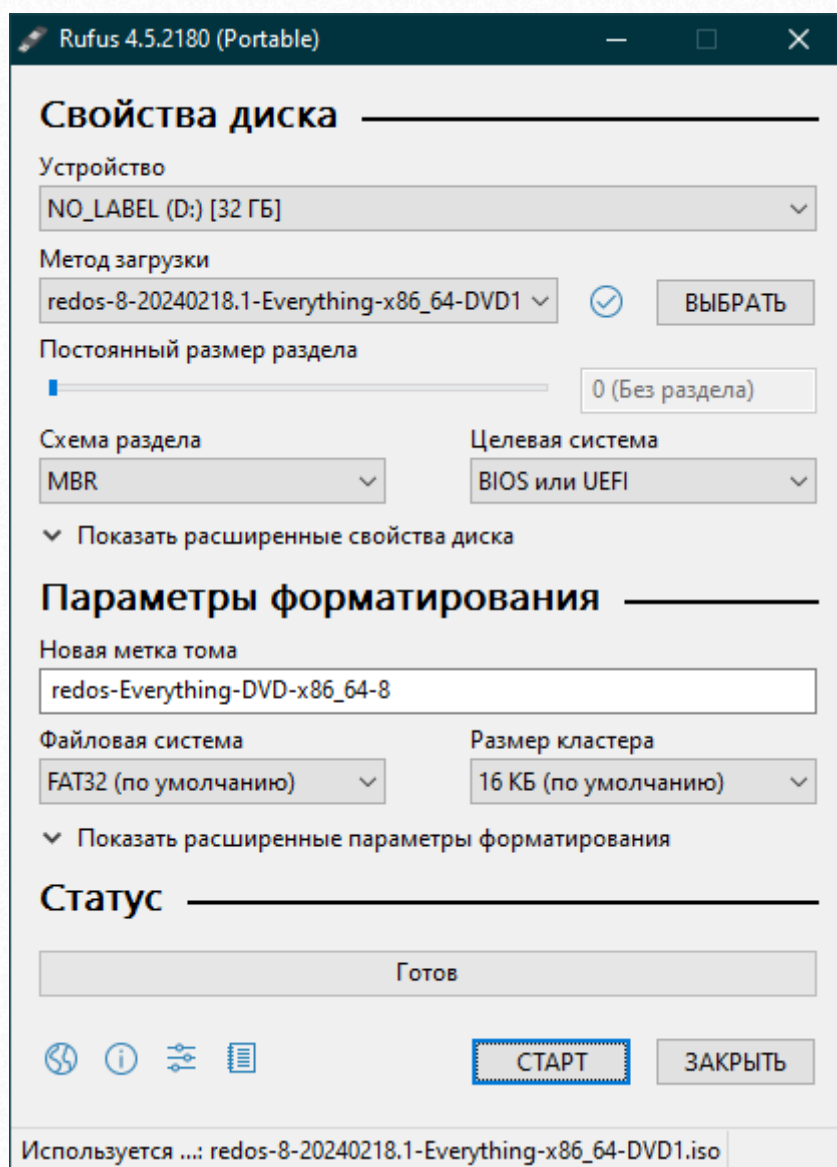 Rufus 4.5.2180 (Portable)
Свойства диска
Устройство
NO_LABEL (D:) [32 ГБ]
Метод загрузки
redos-8-20240218.1-Everything-x86_64-DVD1
ВЫБРАТЬ
Постоянный размер раздела
0 (Без раздела)
Схема раздела
Целевая система
MBR
BIOS или UEFI
Показать расширенные свойства диска
Параметры форматирования
Новая метка тома
redos-Everything-DVD-x86_64-8
Файловая система
Размер кластера
FAT32 (по умолчанию)
16 КБ (по умолчанию)
Показать расширенные параметры форматирования
Статус
Готов
СТАРТ
ЗАКРЫТЬ
Используется ...: redos-8-20240218.1-Everything-x86_64-DVD1.iso